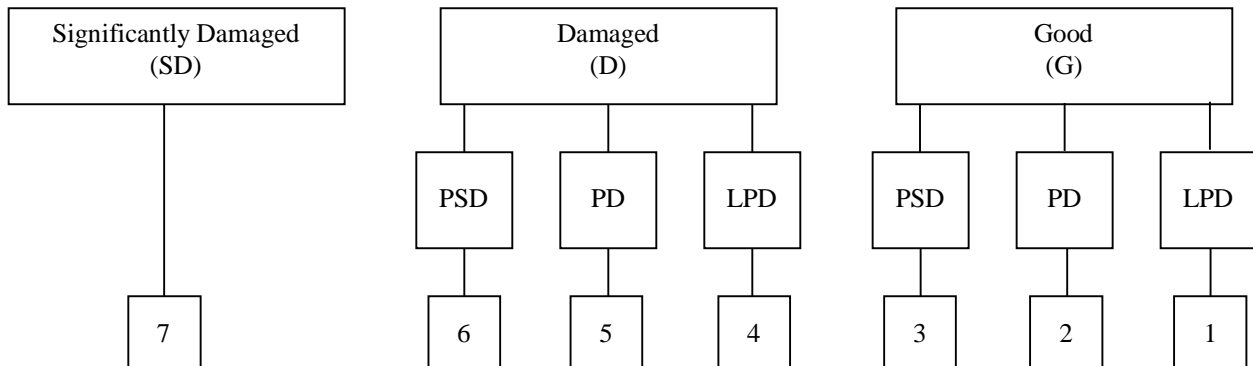 Significantly Damaged
(SD)
Damaged
(D)
Good
(G)
PSD
PD
LPD
PSD
PD
LPD
7
6
5
4
3
2
1